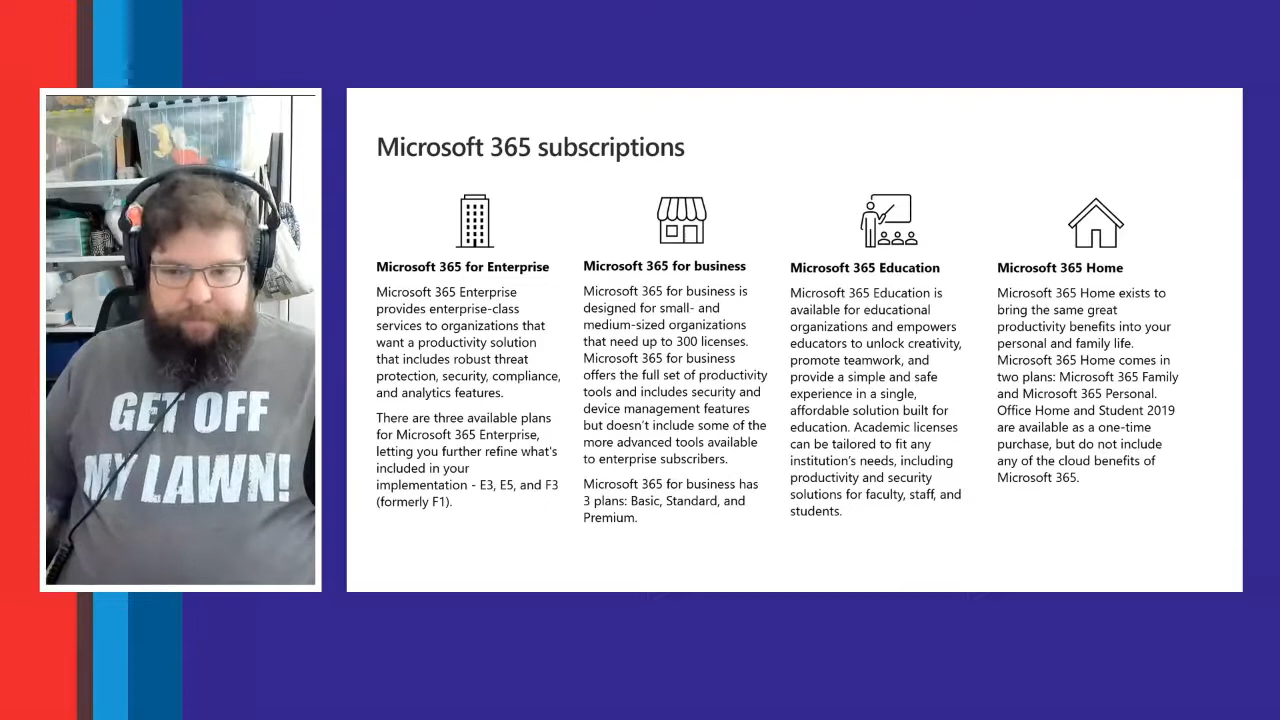 Microsoft 365 subscriptions
Microsoft 365 for Enterprise
Microsoft 365 Enterprise
provides enterprise-class
services to organizations that
want a productivity solution
that includes robust threat
protection, security, compliance,
and analytics features.
There are three available plans
for Microsoft 365 Enterprise,
letting you further refine what's
included in your
implementation - E3, E5, and F3
(formerly F1).
Microsoft 365 for business
Microsoft 365 for business is
designed for small- and
medium-sized organizations
that need up to 300 licenses.
Microsoft 365 for business
offers the full set of productivity
tools and includes security and
device management features
but doesn't include some of the
more advanced tools available
to enterprise subscribers.
Microsoft 365 for business has
3 plans: Basic, Standard, and
Premium.
Microsoft 365 Education
Microsoft 365 Education is
available for educational
organizations and empowers
educators to unlock creativity,
promote teamwork, and
provide a simple and safe
experience in a single,
affordable solution built for
education. Academic licenses
can be tailored to fit any
institution's needs, including
productivity and security
solutions for faculty, staff, and
students.
Microsoft 365 Home
Microsoft 365 Home exists to
bring the same great
productivity benefits into your
personal and family life.
Microsoft 365 Home comes in
two plans: Microsoft 365 Family
and Microsoft 365 Personal.
Office Home and Student 2019
are available as a one-time
purchase, but do not include
any of the cloud benefits of
Microsoft 365.
GET OFF
MY LAWN!